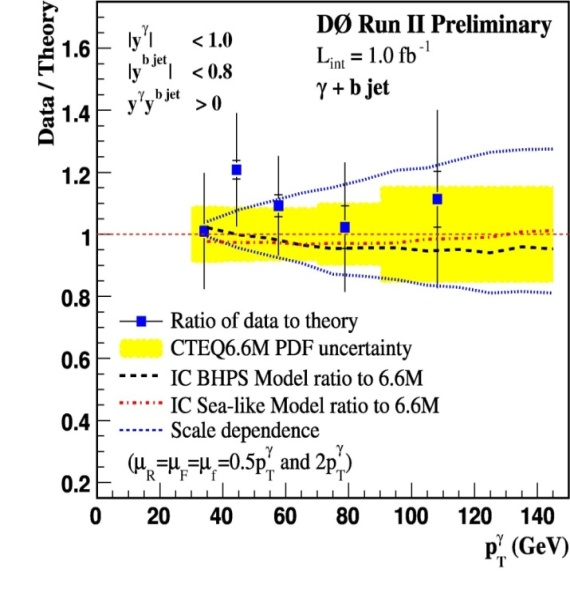 DØ Run II Preliminary
L_int = 1.0 fb^-1
γ + b jet
|y^γ| < 1.0
|y^b jet| < 0.8
y^γ y^b jet > 0
Data / Theory
1.6
1.4
1.2
1
0.8
0.6
0.4
0.2
Ratio of data to theory
CTEQ6.6M PDF uncertainty
IC BHPS Model ratio to 6.6M
IC Sea-like Model ratio to 6.6M
Scale dependence
(μ_R=μ_F=μ_f=0.5p_T^γ and 2p_T^γ)
0 20 40 60 80 100 120 140
p_T^γ (GeV)